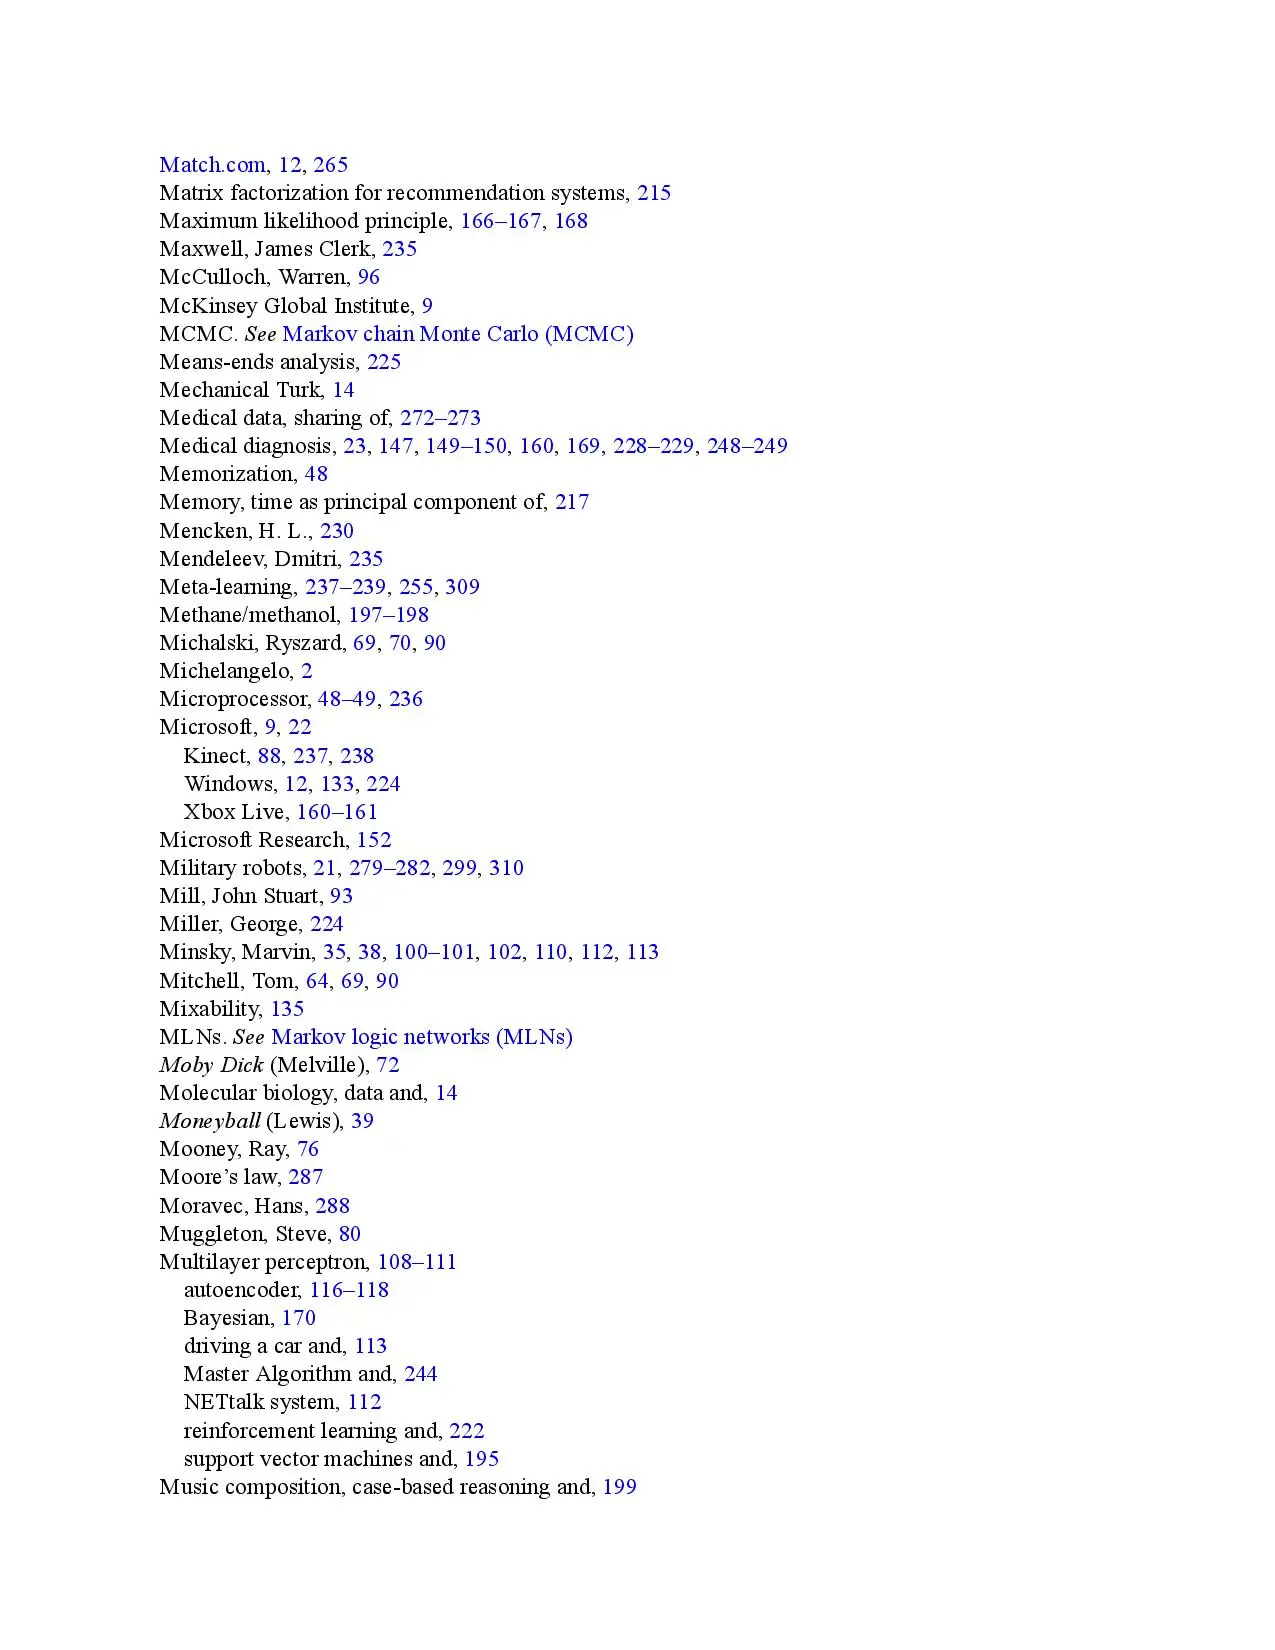 Match.com, 12, 265
Matrix factorization for recommendation systems, 215
Maximum likelihood principle, 166–167, 168
Maxwell, James Clerk, 235
McCulloch, Warren, 96
McKinsey Global Institute, 9
MCMC. See Markov chain Monte Carlo (MCMC)
Means-ends analysis, 225
Mechanical Turk, 14
Medical data, sharing of, 272–273
Medical diagnosis, 23, 147, 149–150, 160, 169, 228–229, 248–249
Memorization, 48
Memory, time as principal component of, 217
Mencken, H. L., 230
Mendeleev, Dmitri, 235
Meta-learning, 237–239, 255, 309
Methane/methanol, 197–198
Michalski, Ryszard, 69, 70, 90
Michelangelo, 2
Microprocessor, 48–49, 236
Microsoft, 9, 22
Kinect, 88, 237, 238
Windows, 12, 133, 224
Xbox Live, 160–161
Microsoft Research, 152
Military robots, 21, 279–282, 299, 310
Mill, John Stuart, 93
Miller, George, 224
Minsky, Marvin, 35, 38, 100–101, 102, 110, 112, 113
Mitchell, Tom, 64, 69, 90
Mixability, 135
MLNs. See Markov logic networks (MLNs)
Moby Dick (Melville), 72
Molecular biology, data and, 14
Moneyball (Lewis), 39
Mooney, Ray, 76
Moore’s law, 287
Moravec, Hans, 288
Muggleton, Steve, 80
Multilayer perceptron, 108–111
autoencoder, 116–118
Bayesian, 170
driving a car and, 113
Master Algorithm and, 244
NETtalk system, 112
reinforcement learning and, 222
support vector machines and, 195
Music composition, case-based reasoning and, 199